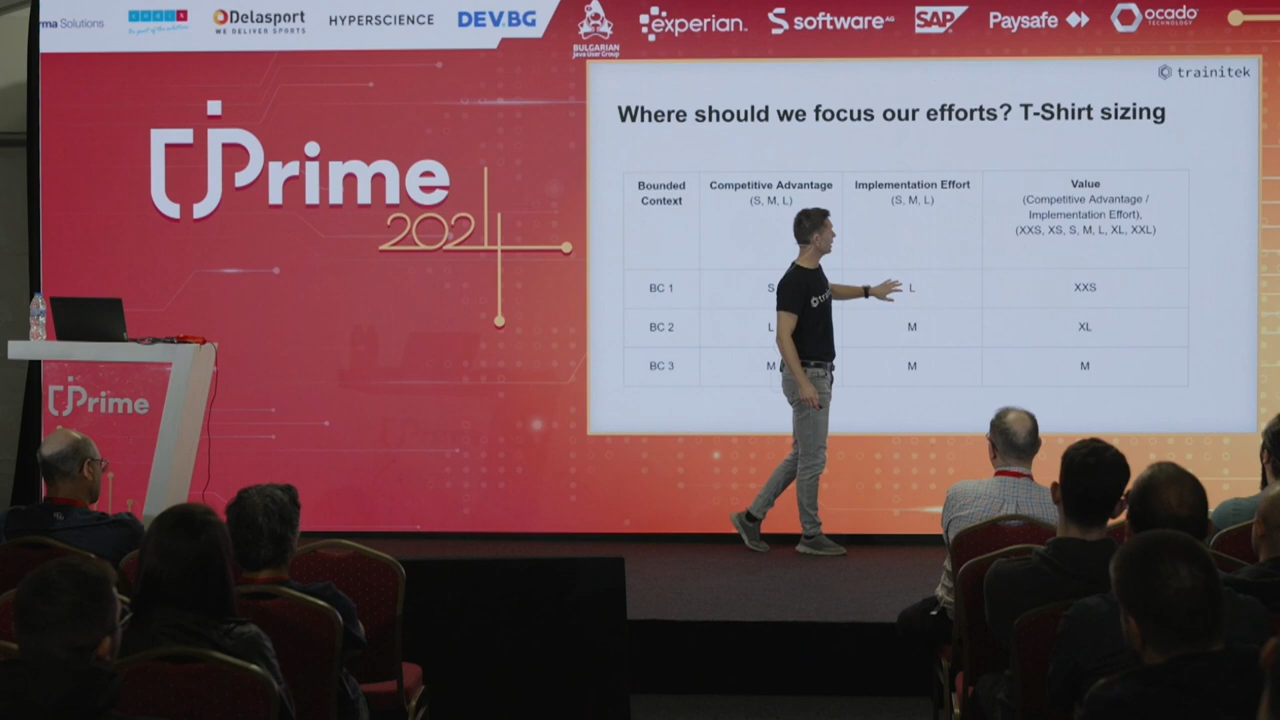 rma Solutions
Delasport
WE DELIVER SPORTS
HYPERSCIENCE
DEV.BG
BULGARIAN
Java User Group
experian.
software AG
SAP
Paysafe
ocado
TECHNOLOGY
jPrime
2024
trainitek
Where should we focus our efforts? T-Shirt sizing
Bounded Context
Competitive Advantage
(S, M, L)
Implementation Effort
(S, M, L)
Value
(Competitive Advantage /
Implementation Effort),
(XXS, XS, S, M, L, XL, XXL)
BC 1 S L XXS
BC 2 L M XL
BC 3 M M M
jPrime